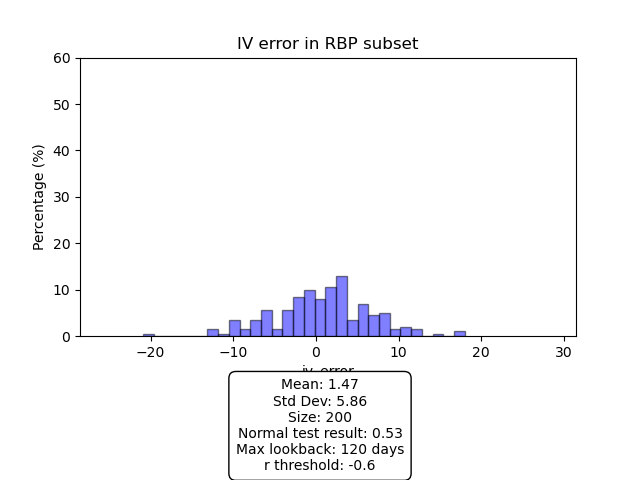 IV error in RBP subset
60
50
40
30
20
10
0
Percentage (%)
−20
−10
0
10
20
30
iv_error
Mean: 1.47
Std Dev: 5.86
Size: 200
Normal test result: 0.53
Max lookback: 120 days
r threshold: -0.6